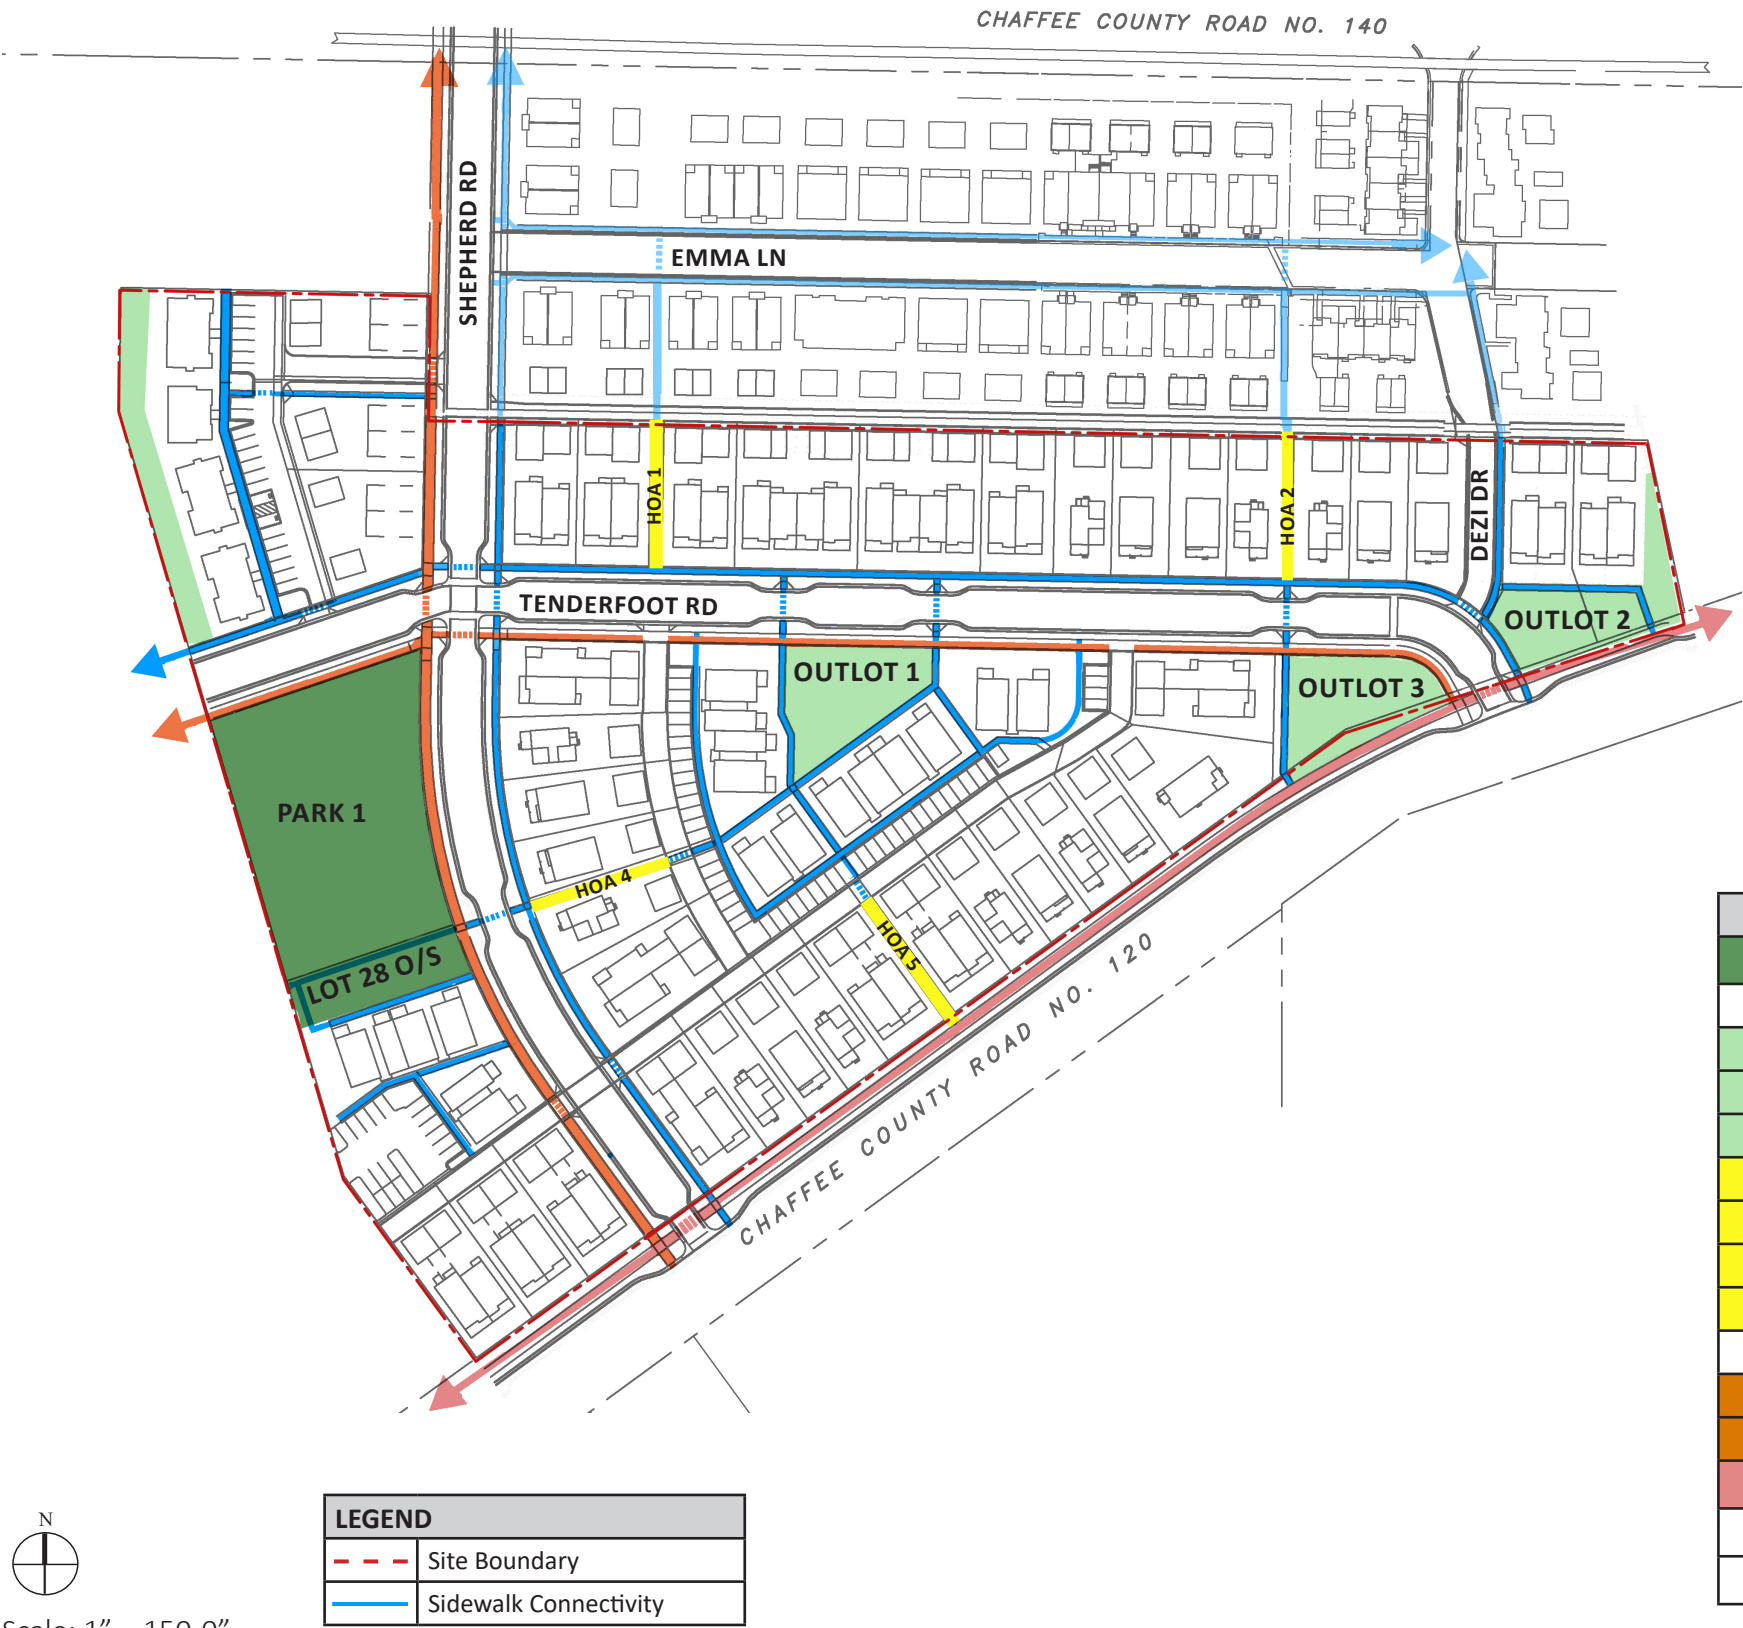 CHAFFEE COUNTY ROAD NO. 140
SHEPHERD RD
EMMA LN
HOA 1
HOA 2
DEZI DR
TENDERFOOT RD
OUTLOT 2
OUTLOT 1
OUTLOT 3
PARK 1
HOA 4
HOA 5
LOT 28 O/S
CHAFFEE COUNTY ROAD NO. 120
N
LEGEND
Site Boundary
Sidewalk Connectivity